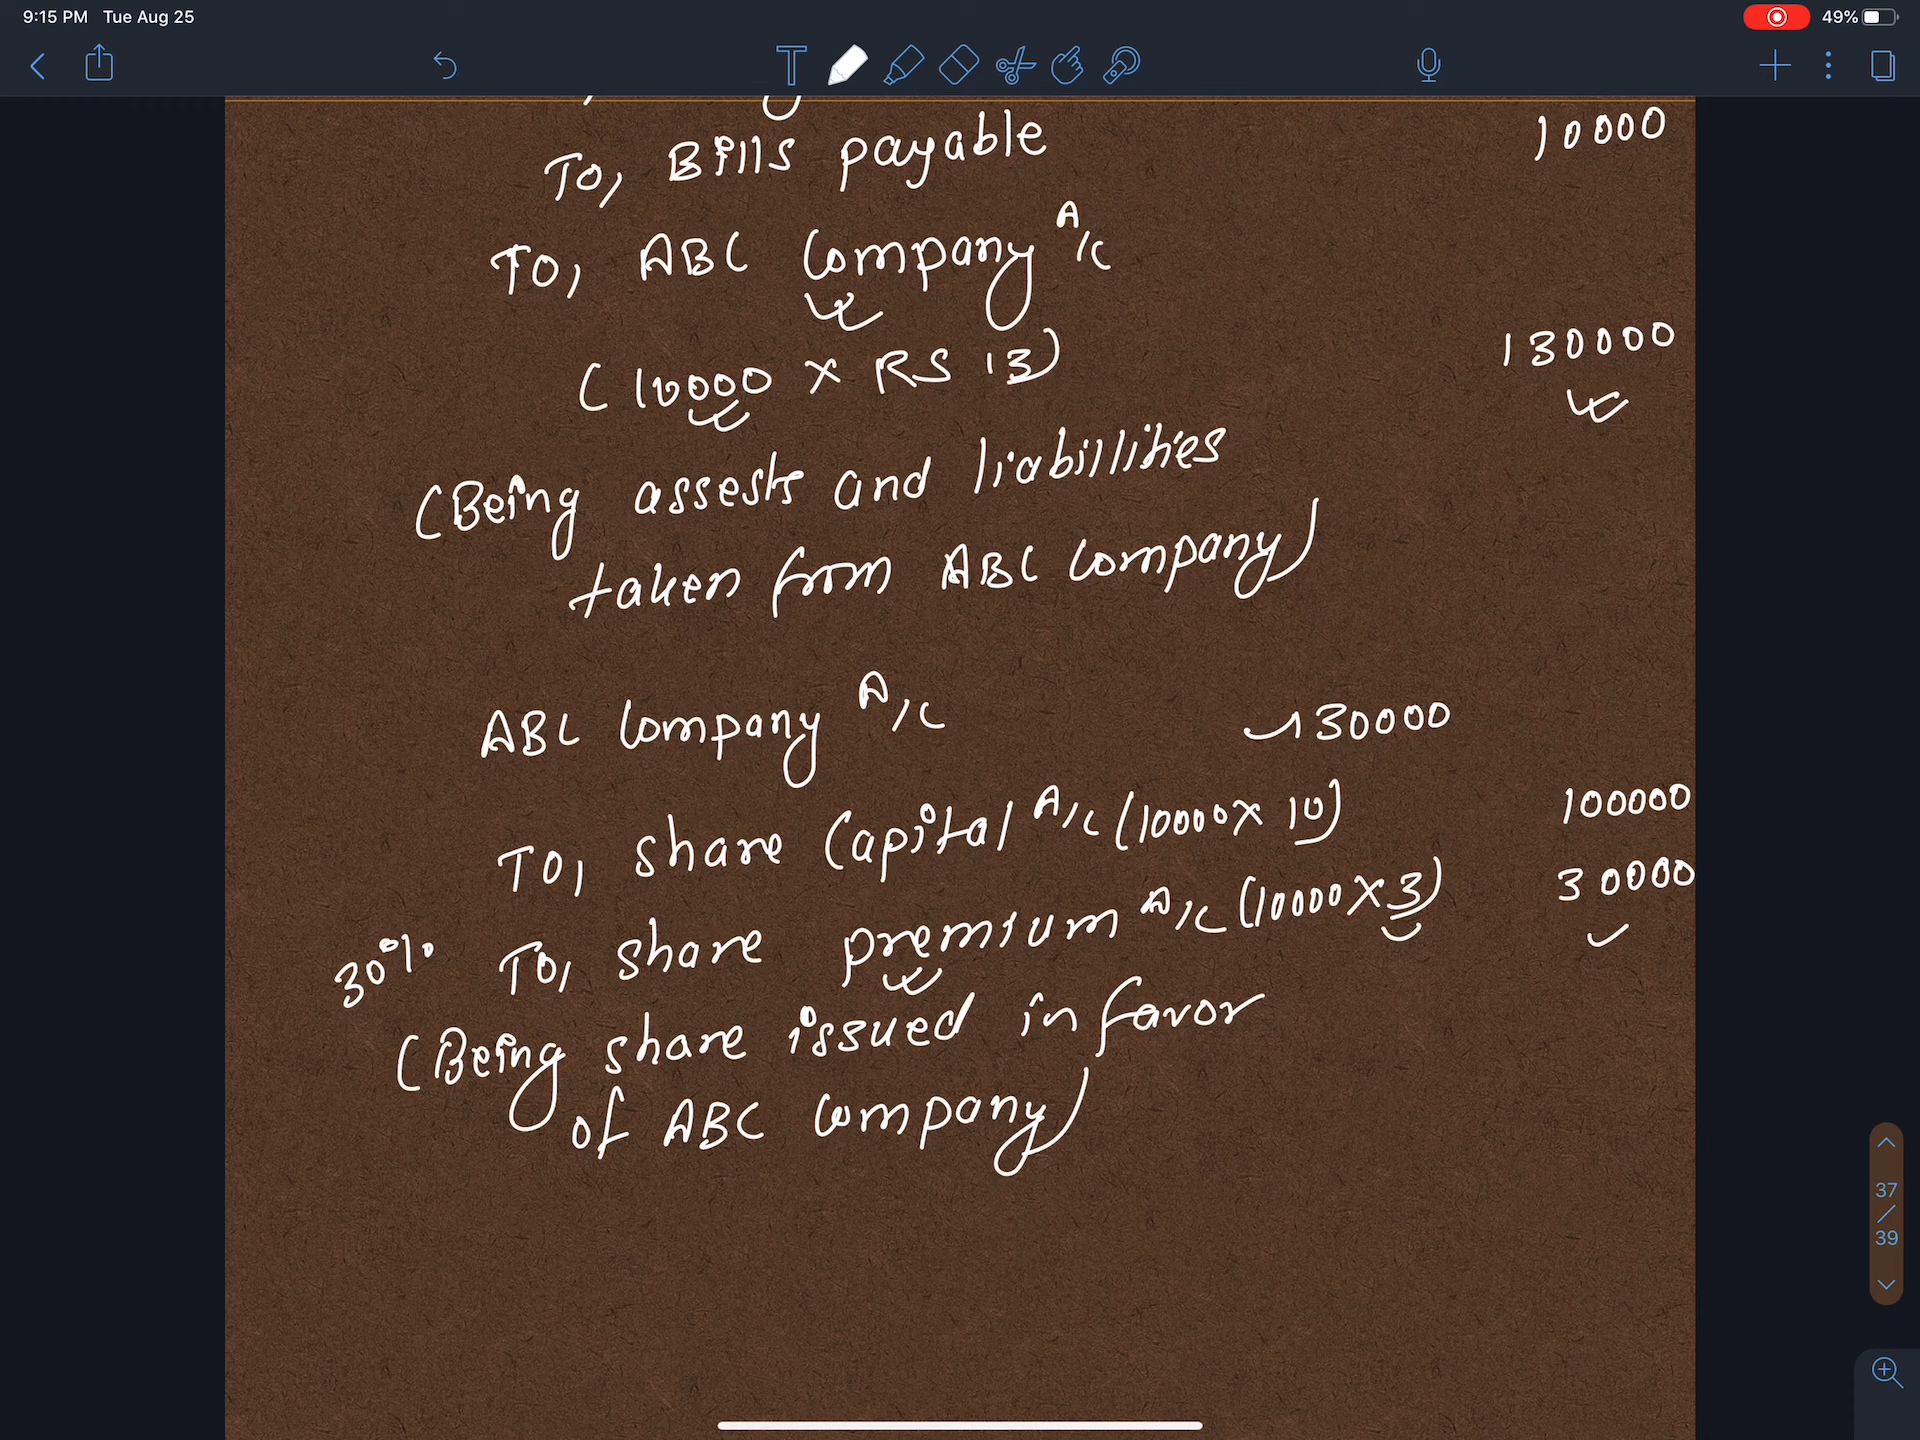 9:15 PM Tue Aug 25
49%
To, Bills payable 10000
To, ABC Company A/c
(10000 × RS 13) 130000
(Being assests and liabillities
taken from ABC Company)
ABC Company A/c 130000
To, share Capital A/c (10000 × 10) 100000
30% To, share premium A/c (10000 × 3) 30000
(Being share issued in favor
of ABC Company)
37
/
39